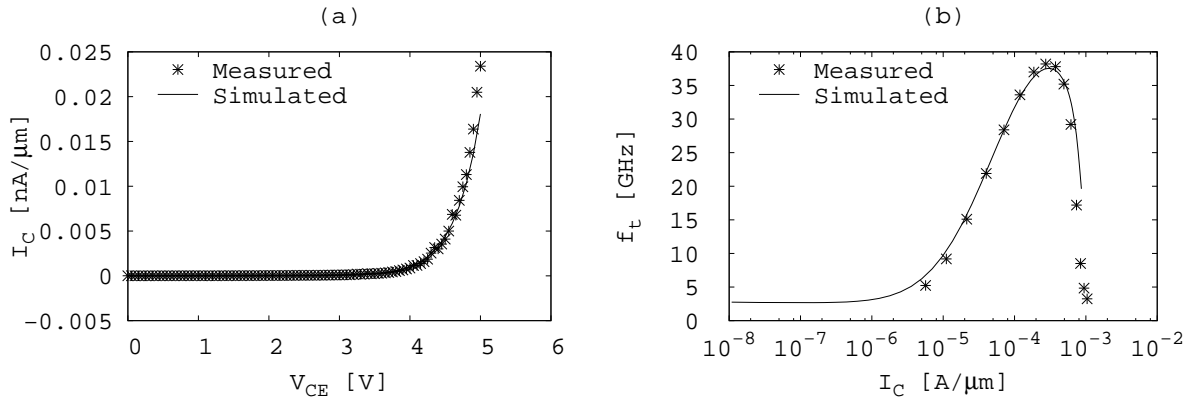 (a)
0.025
0.02
0.015
0.01
0.005
0
-0.005
I_C [nA/μm]
Measured
Simulated
0 1 2 3 4 5 6
V_CE [V]
(b)
40
35
30
25
20
15
10
5
0
f_t [GHz]
Measured
Simulated
10^-8 10^-7 10^-6 10^-5 10^-4 10^-3 10^-2
I_C [A/μm]